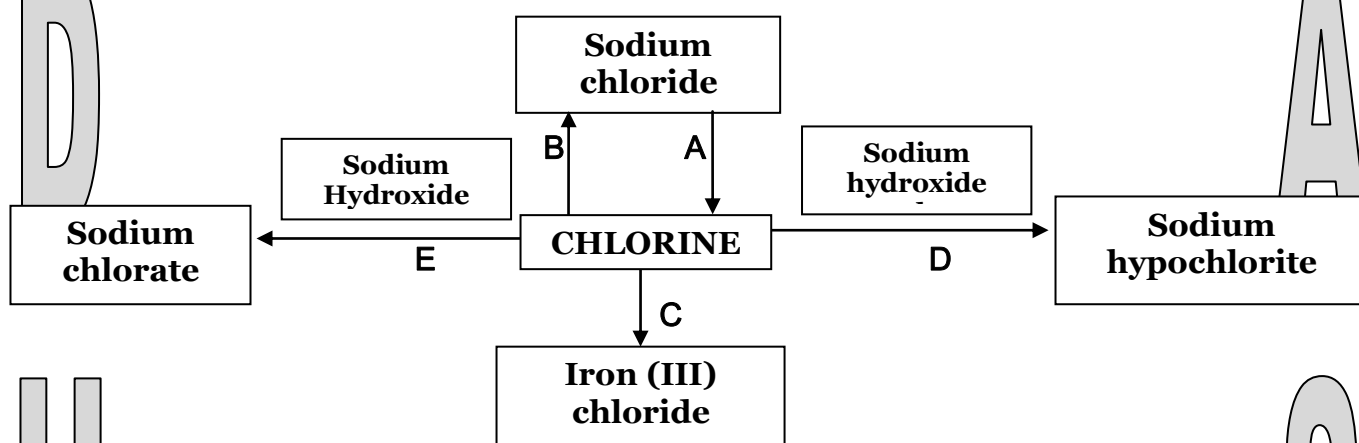 D
A
Sodium
chloride
B
A
Sodium
Hydroxide
Sodium
hydroxide
Sodium
chlorate
CHLORINE
Sodium
hypochlorite
E
D
C
Iron (III)
chloride